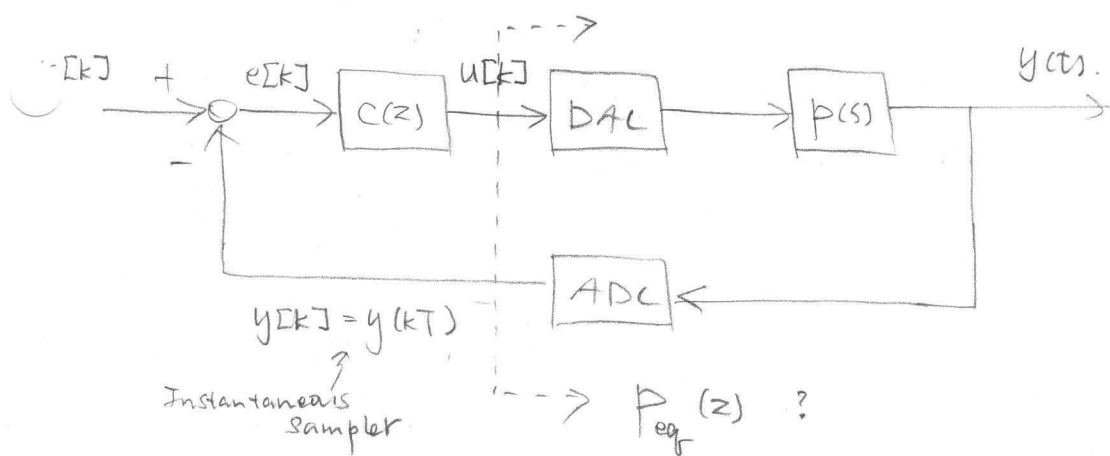 [k] + e[k] u[k] y(t).
C(z) DAC P(s)
-
ADC
y[k] = y(kT)
Instantaneous
sampler
P_eq (z) ?